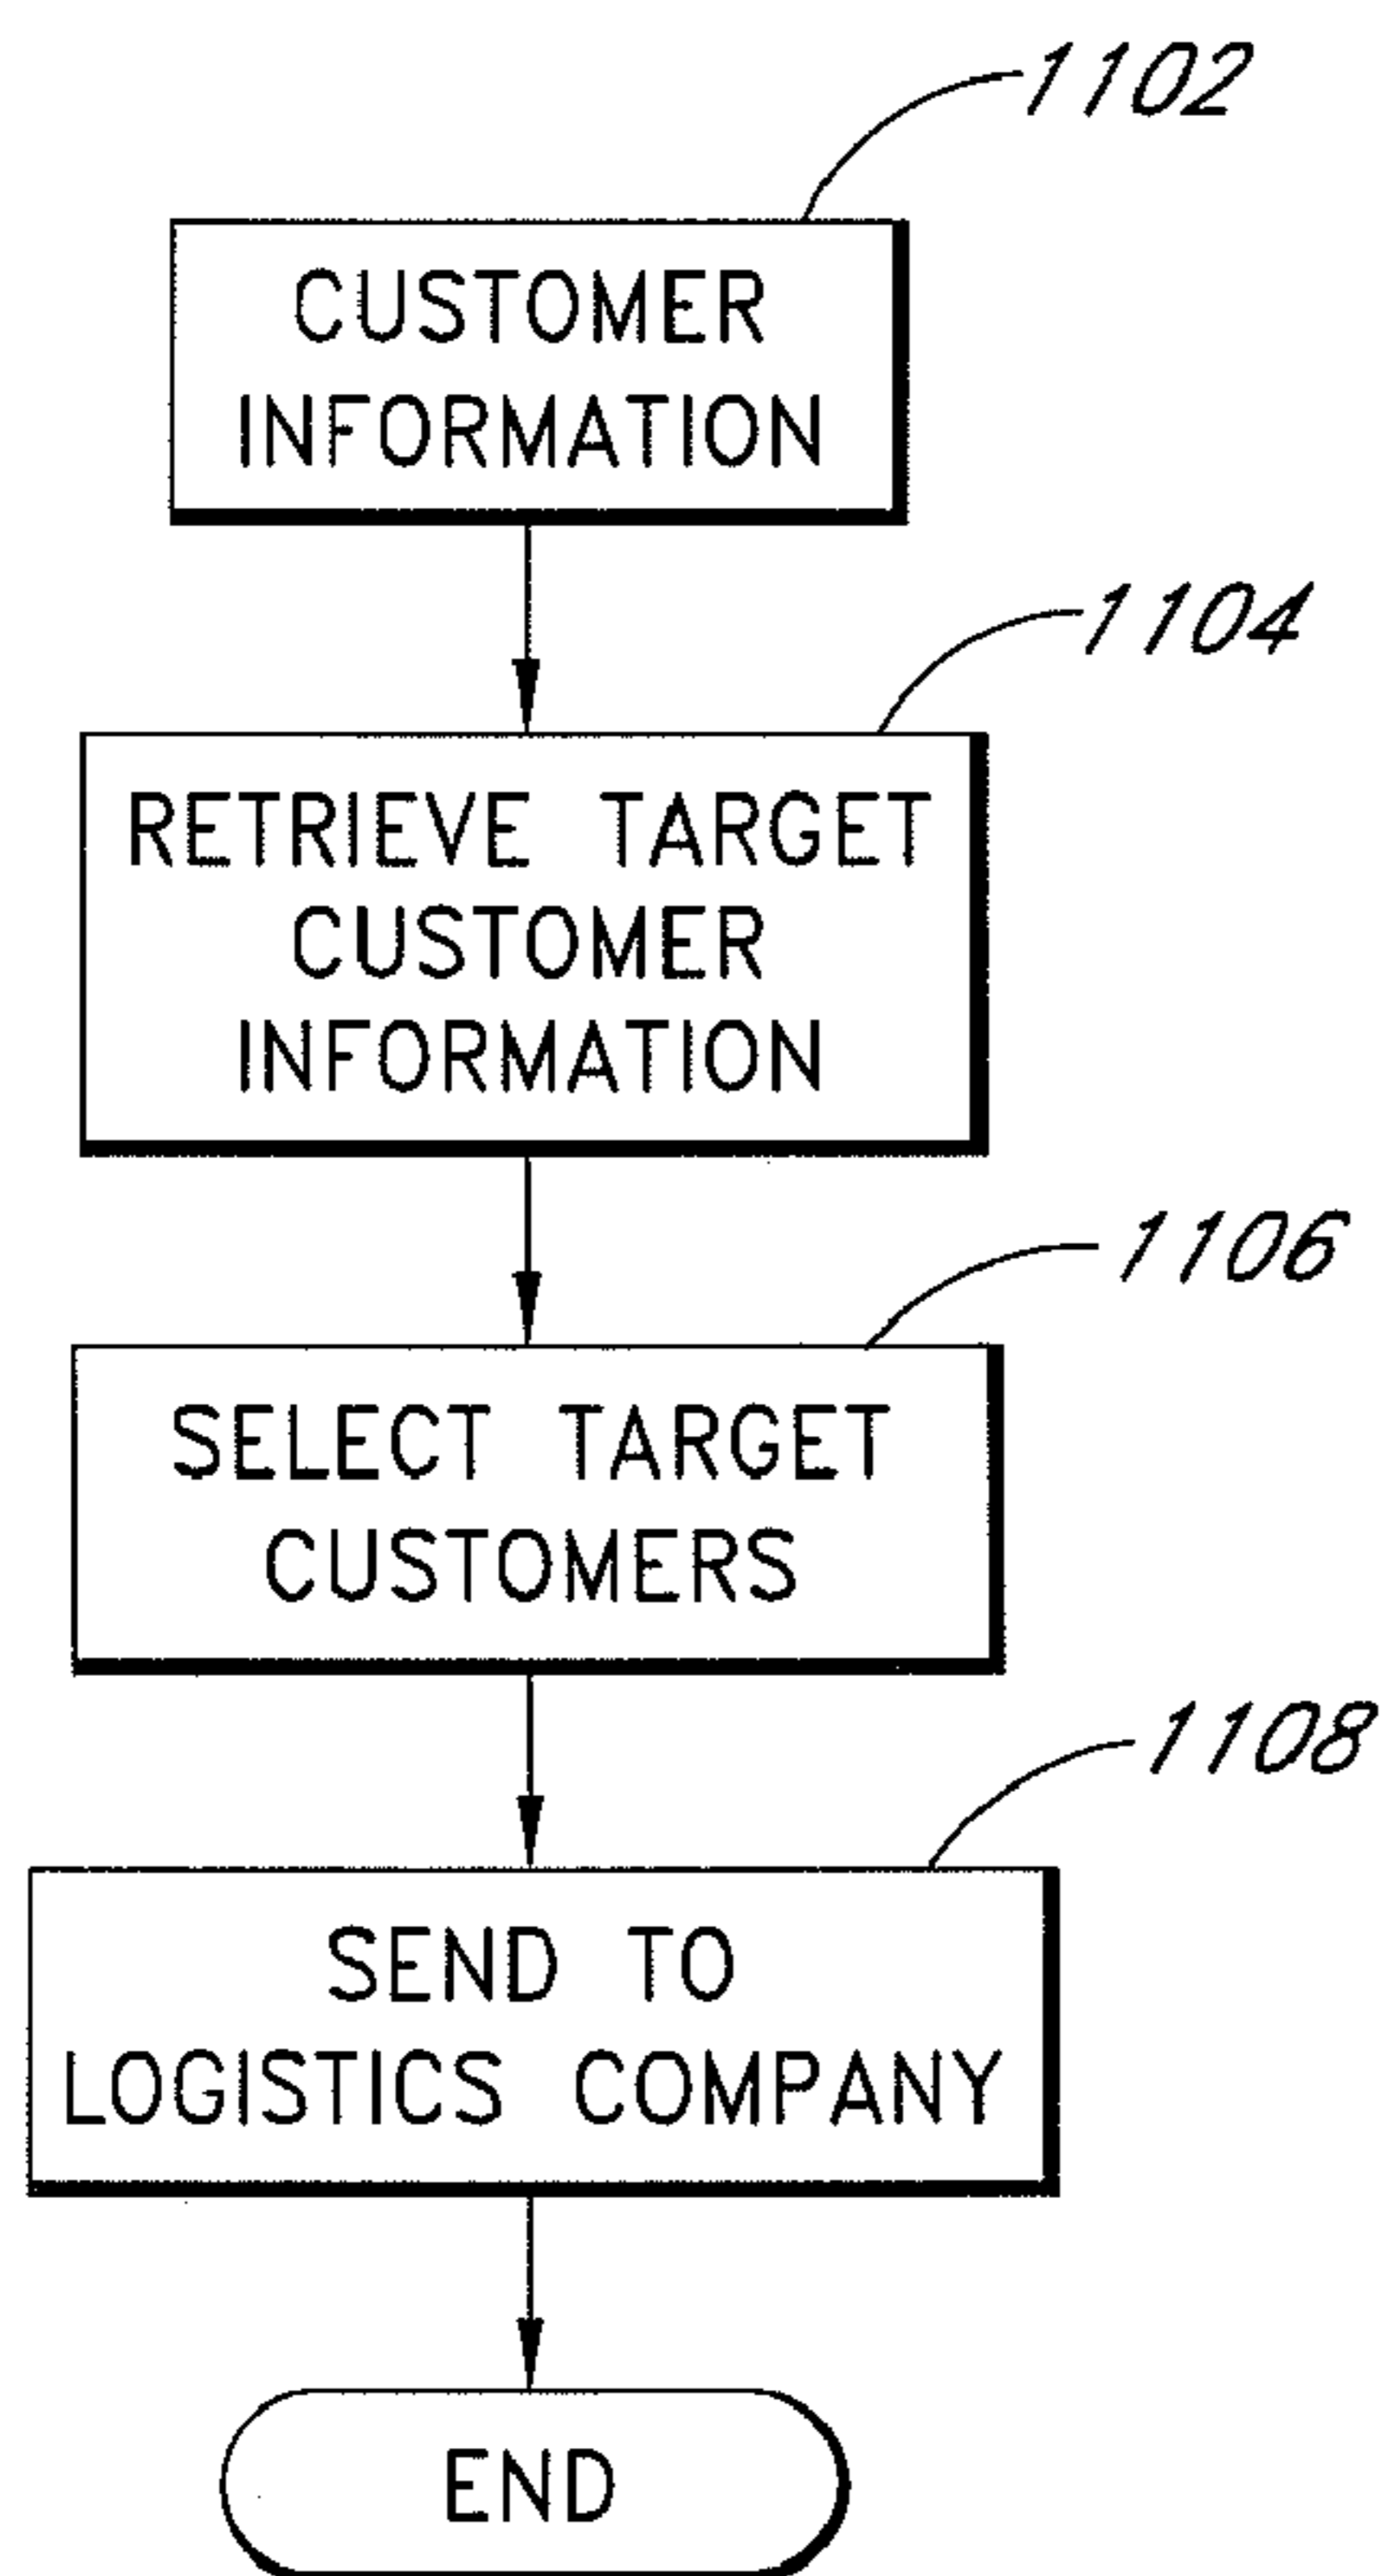 1102
CUSTOMER
INFORMATION
1104
RETRIEVE TARGET
CUSTOMER
INFORMATION
1106
SELECT TARGET
CUSTOMERS
1108
SEND TO
LOGISTICS COMPANY
END